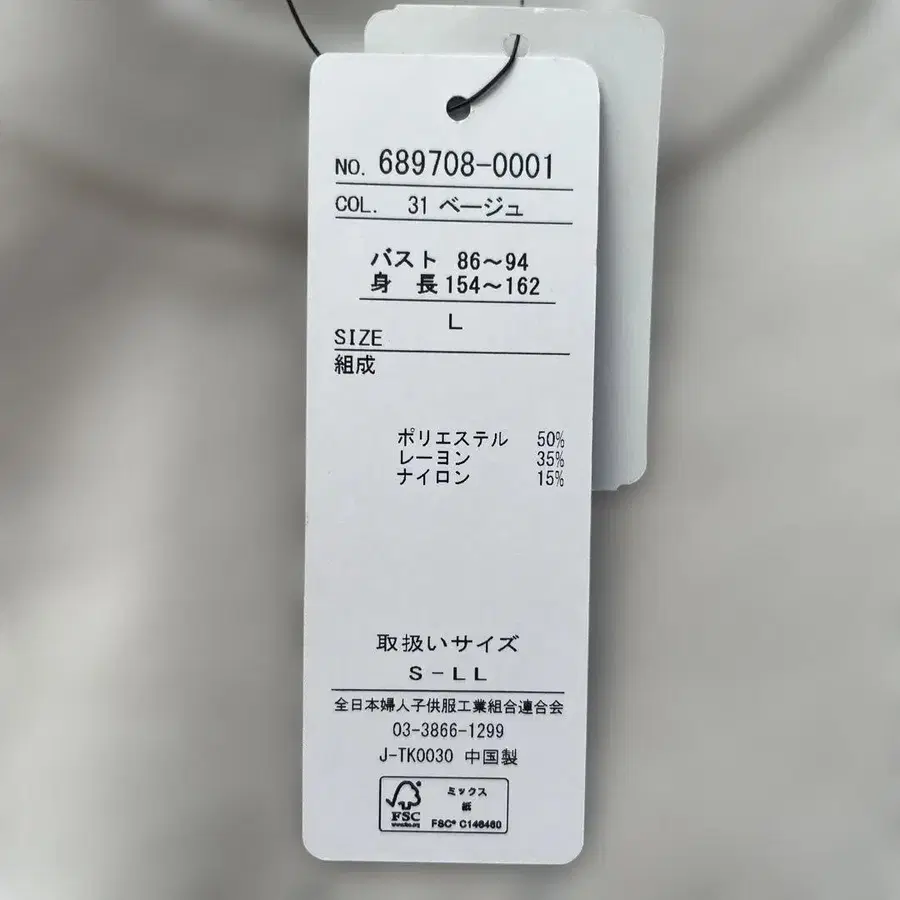 NO. 689708-0001
COL. 31 ベージュ
バスト 86～94
身 長 154～162
L
SIZE
組成
ポリエステル 50%
レーヨン 35%
ナイロン 15%
取扱いサイズ
S-LL
全日本婦人子供服工業組合連合会
03-3866-1299
J-TK0030 中国製
ミックス
紙
FSC
FSC® C146460